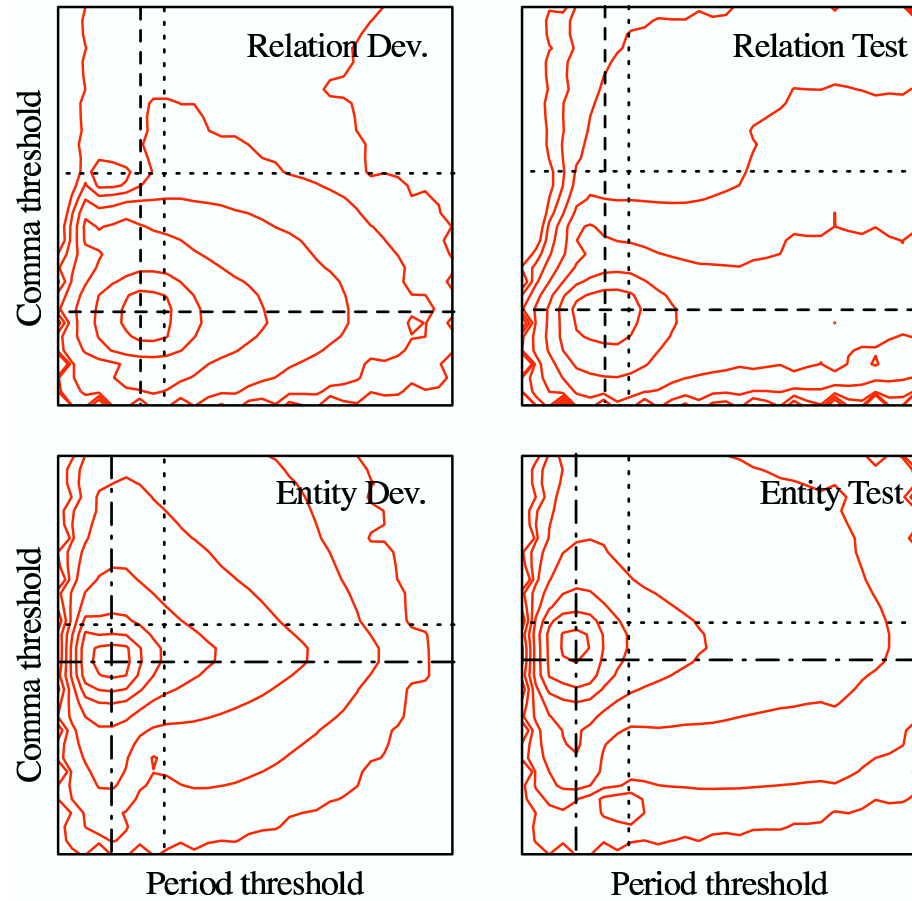 Relation Dev.
Relation Test
Comma threshold
Entity Dev.
Entity Test
Comma threshold
Period threshold
Period threshold